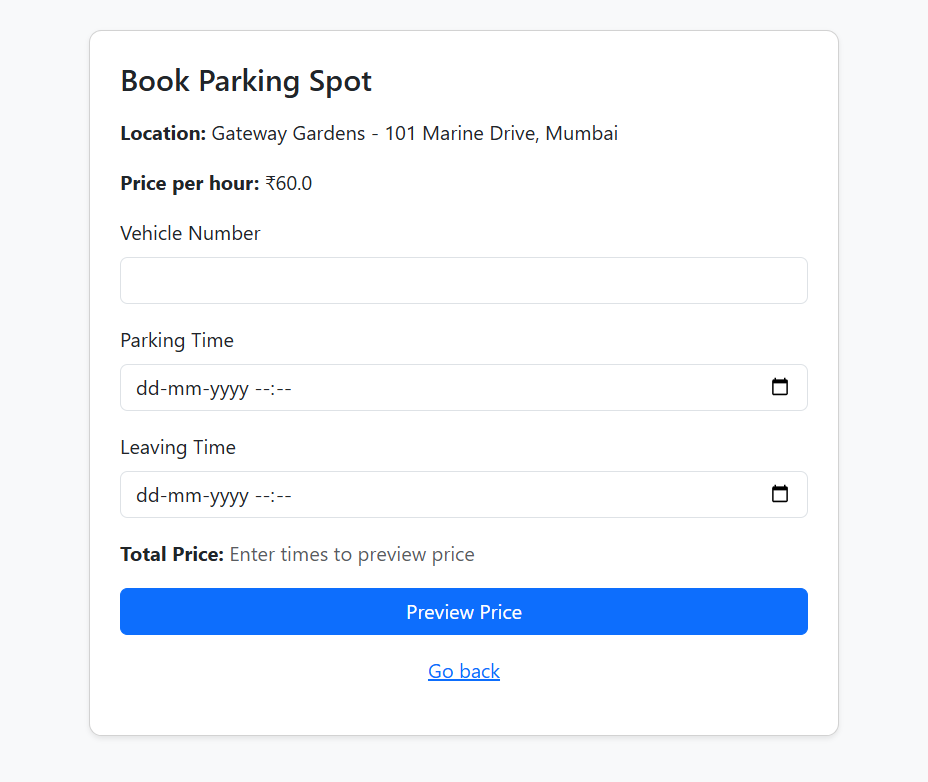 Book Parking Spot
Location: Gateway Gardens - 101 Marine Drive, Mumbai
Price per hour: ₹60.0
Vehicle Number
Parking Time
dd-mm-yyyy --:--
Leaving Time
dd-mm-yyyy --:--
Total Price: Enter times to preview price
Preview Price
Go back